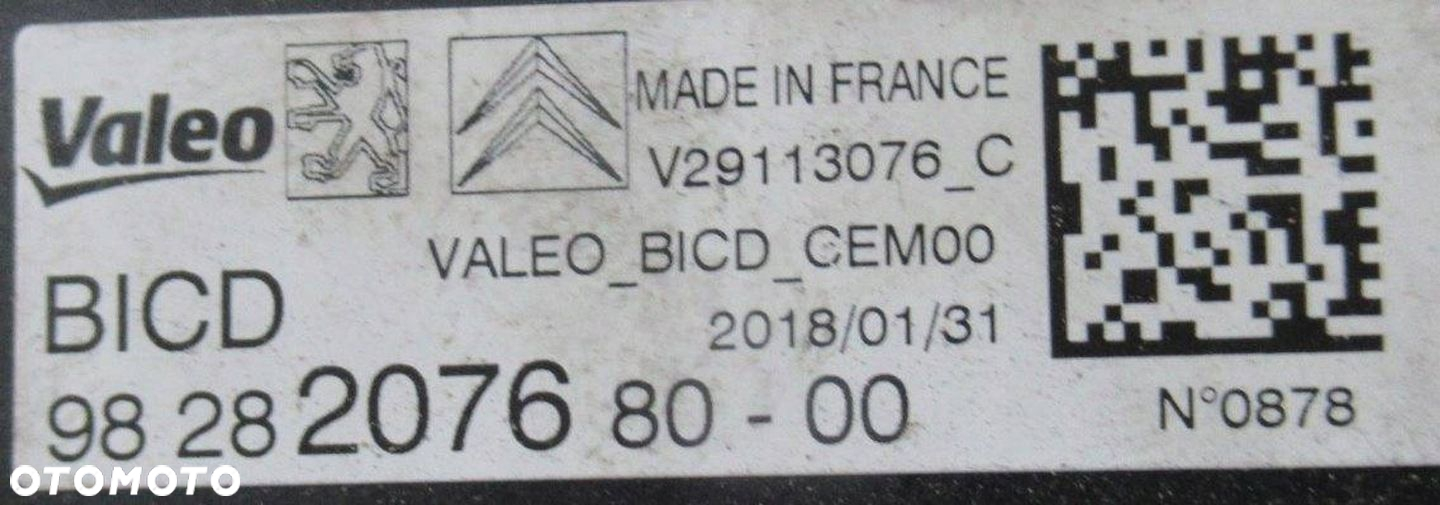 Valeo
MADE IN FRANCE
V29113076_C
VALEO_BICD_CEM00
BICD
2018/01/31
98 28 2076 80 - 00
N°0878
OTOMOTO